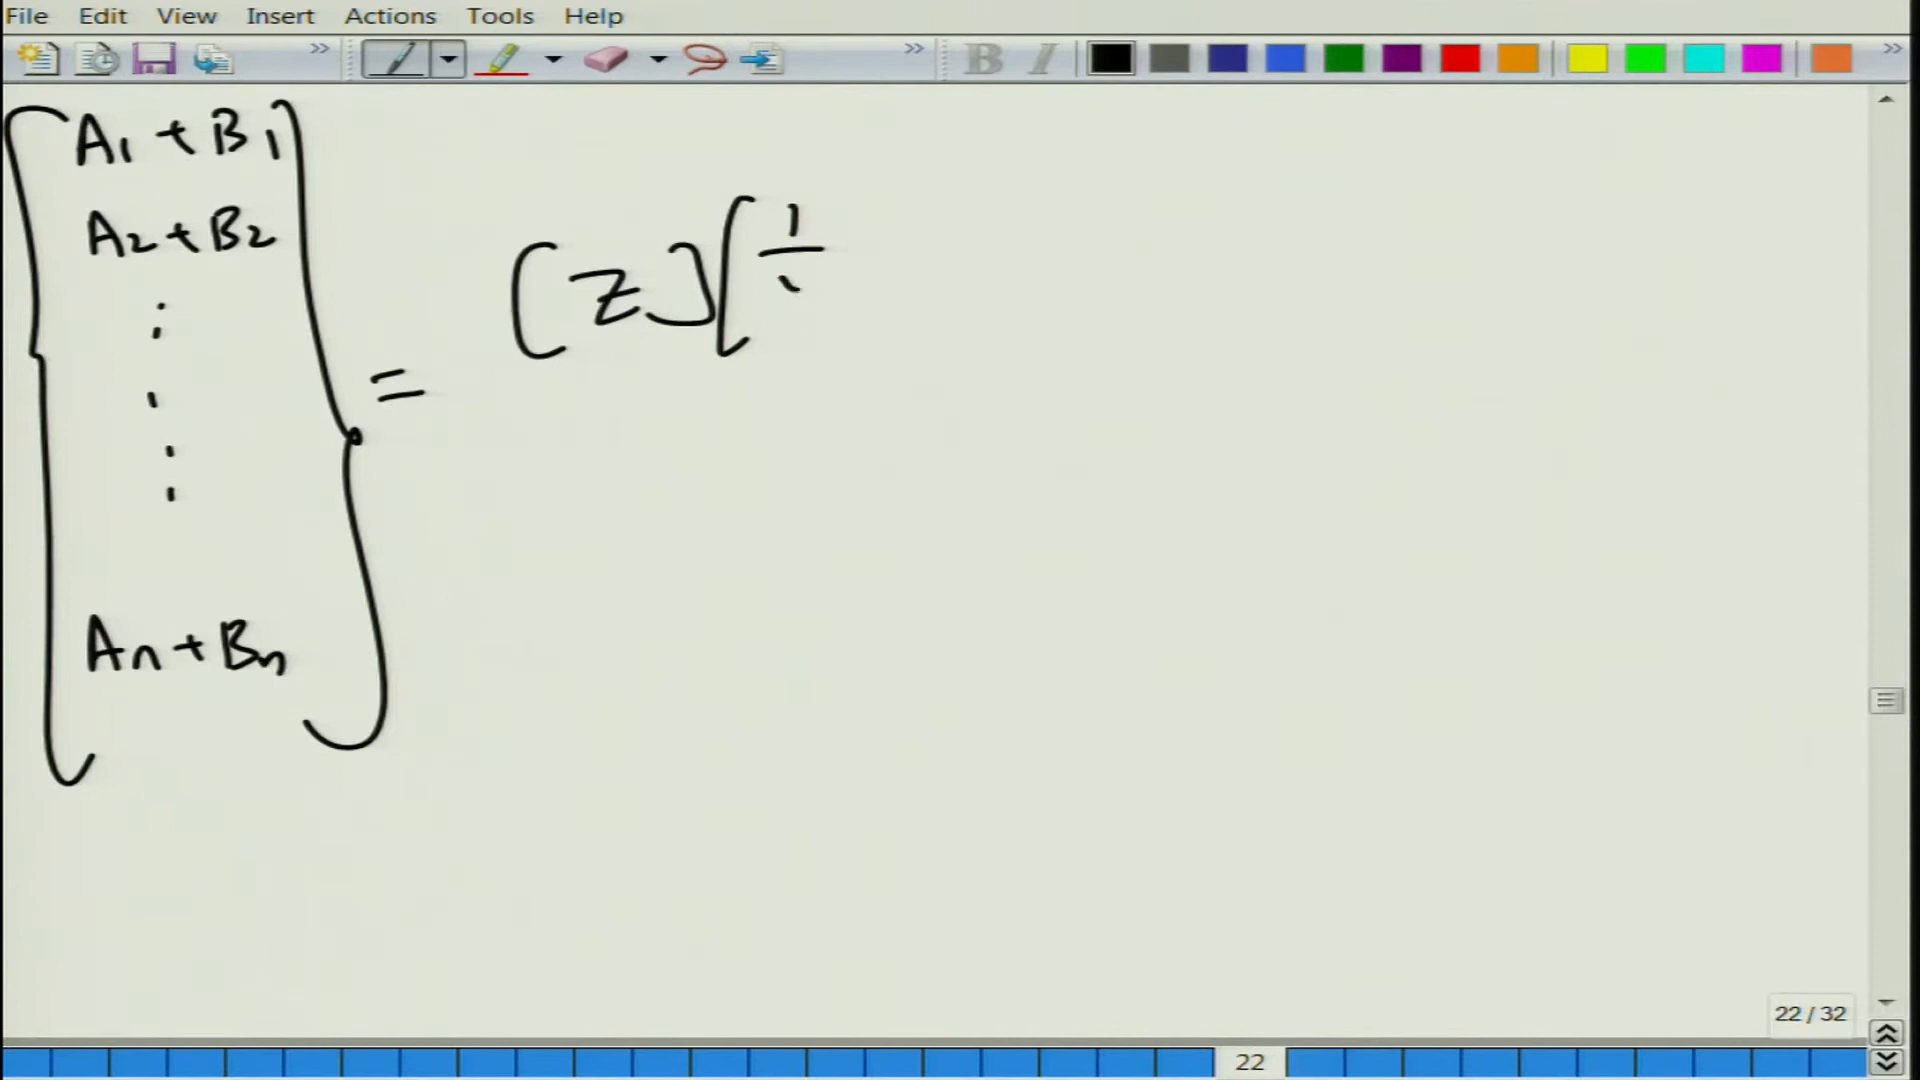 File Edit View Insert Actions Tools Help
B I
A1 + B1
A2 + B2
⋮
An + Bn
= [Z] [ 1
22 / 32
22